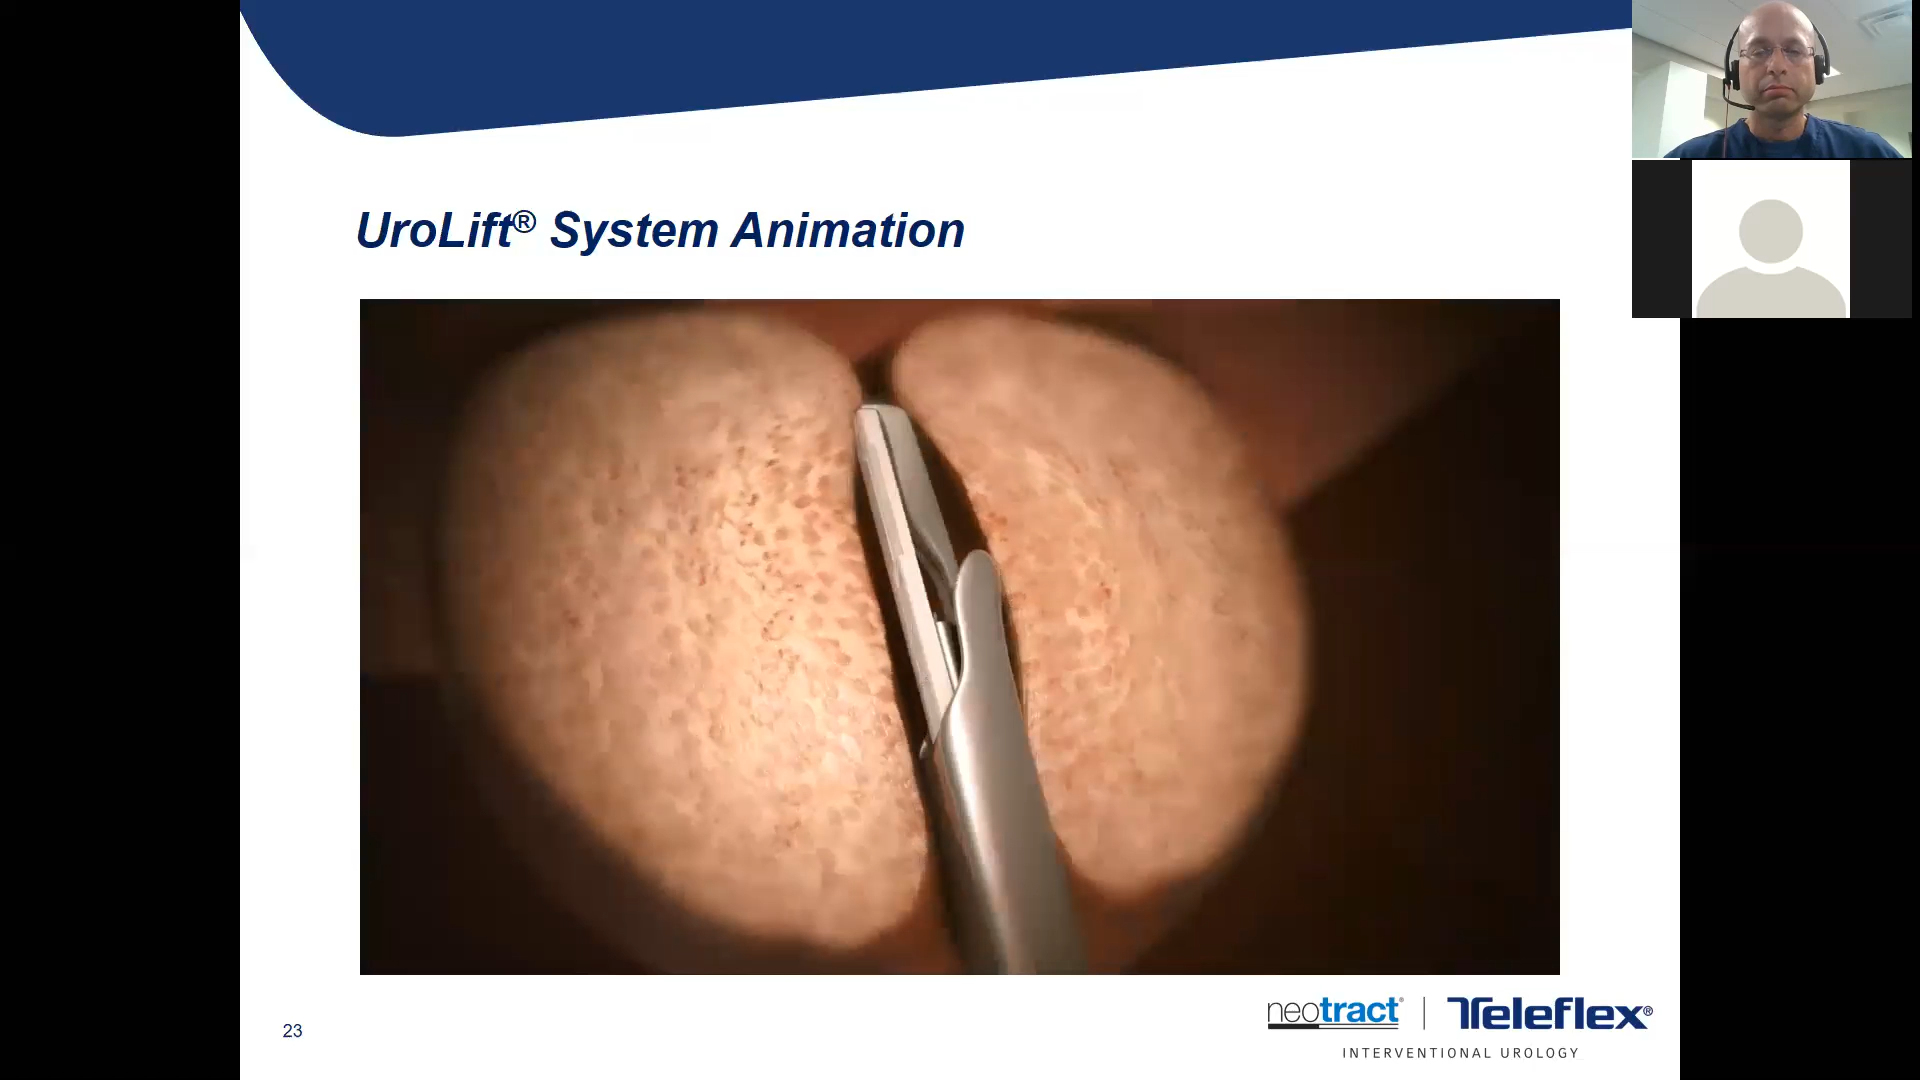 UroLift® System Animation
23
neotract® | Teleflex®
INTERVENTIONAL UROLOGY